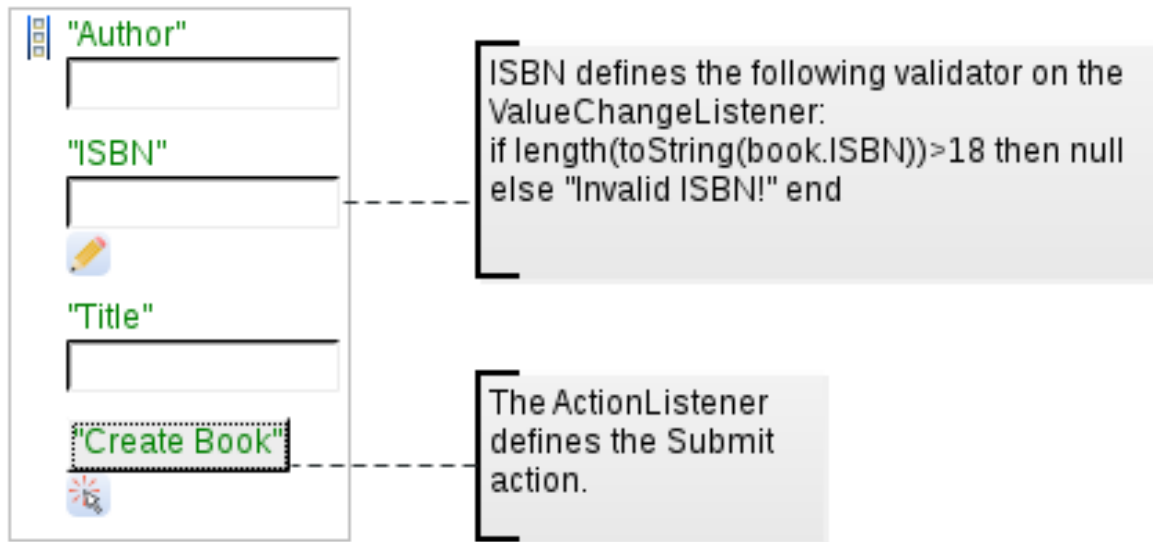 "Author"
"ISBN"
"Title"
"Create Book"
ISBN defines the following validator on the
ValueChangeListener:
if length(toString(book.ISBN))>18 then null
else "Invalid ISBN!" end
The ActionListener
defines the Submit
action.